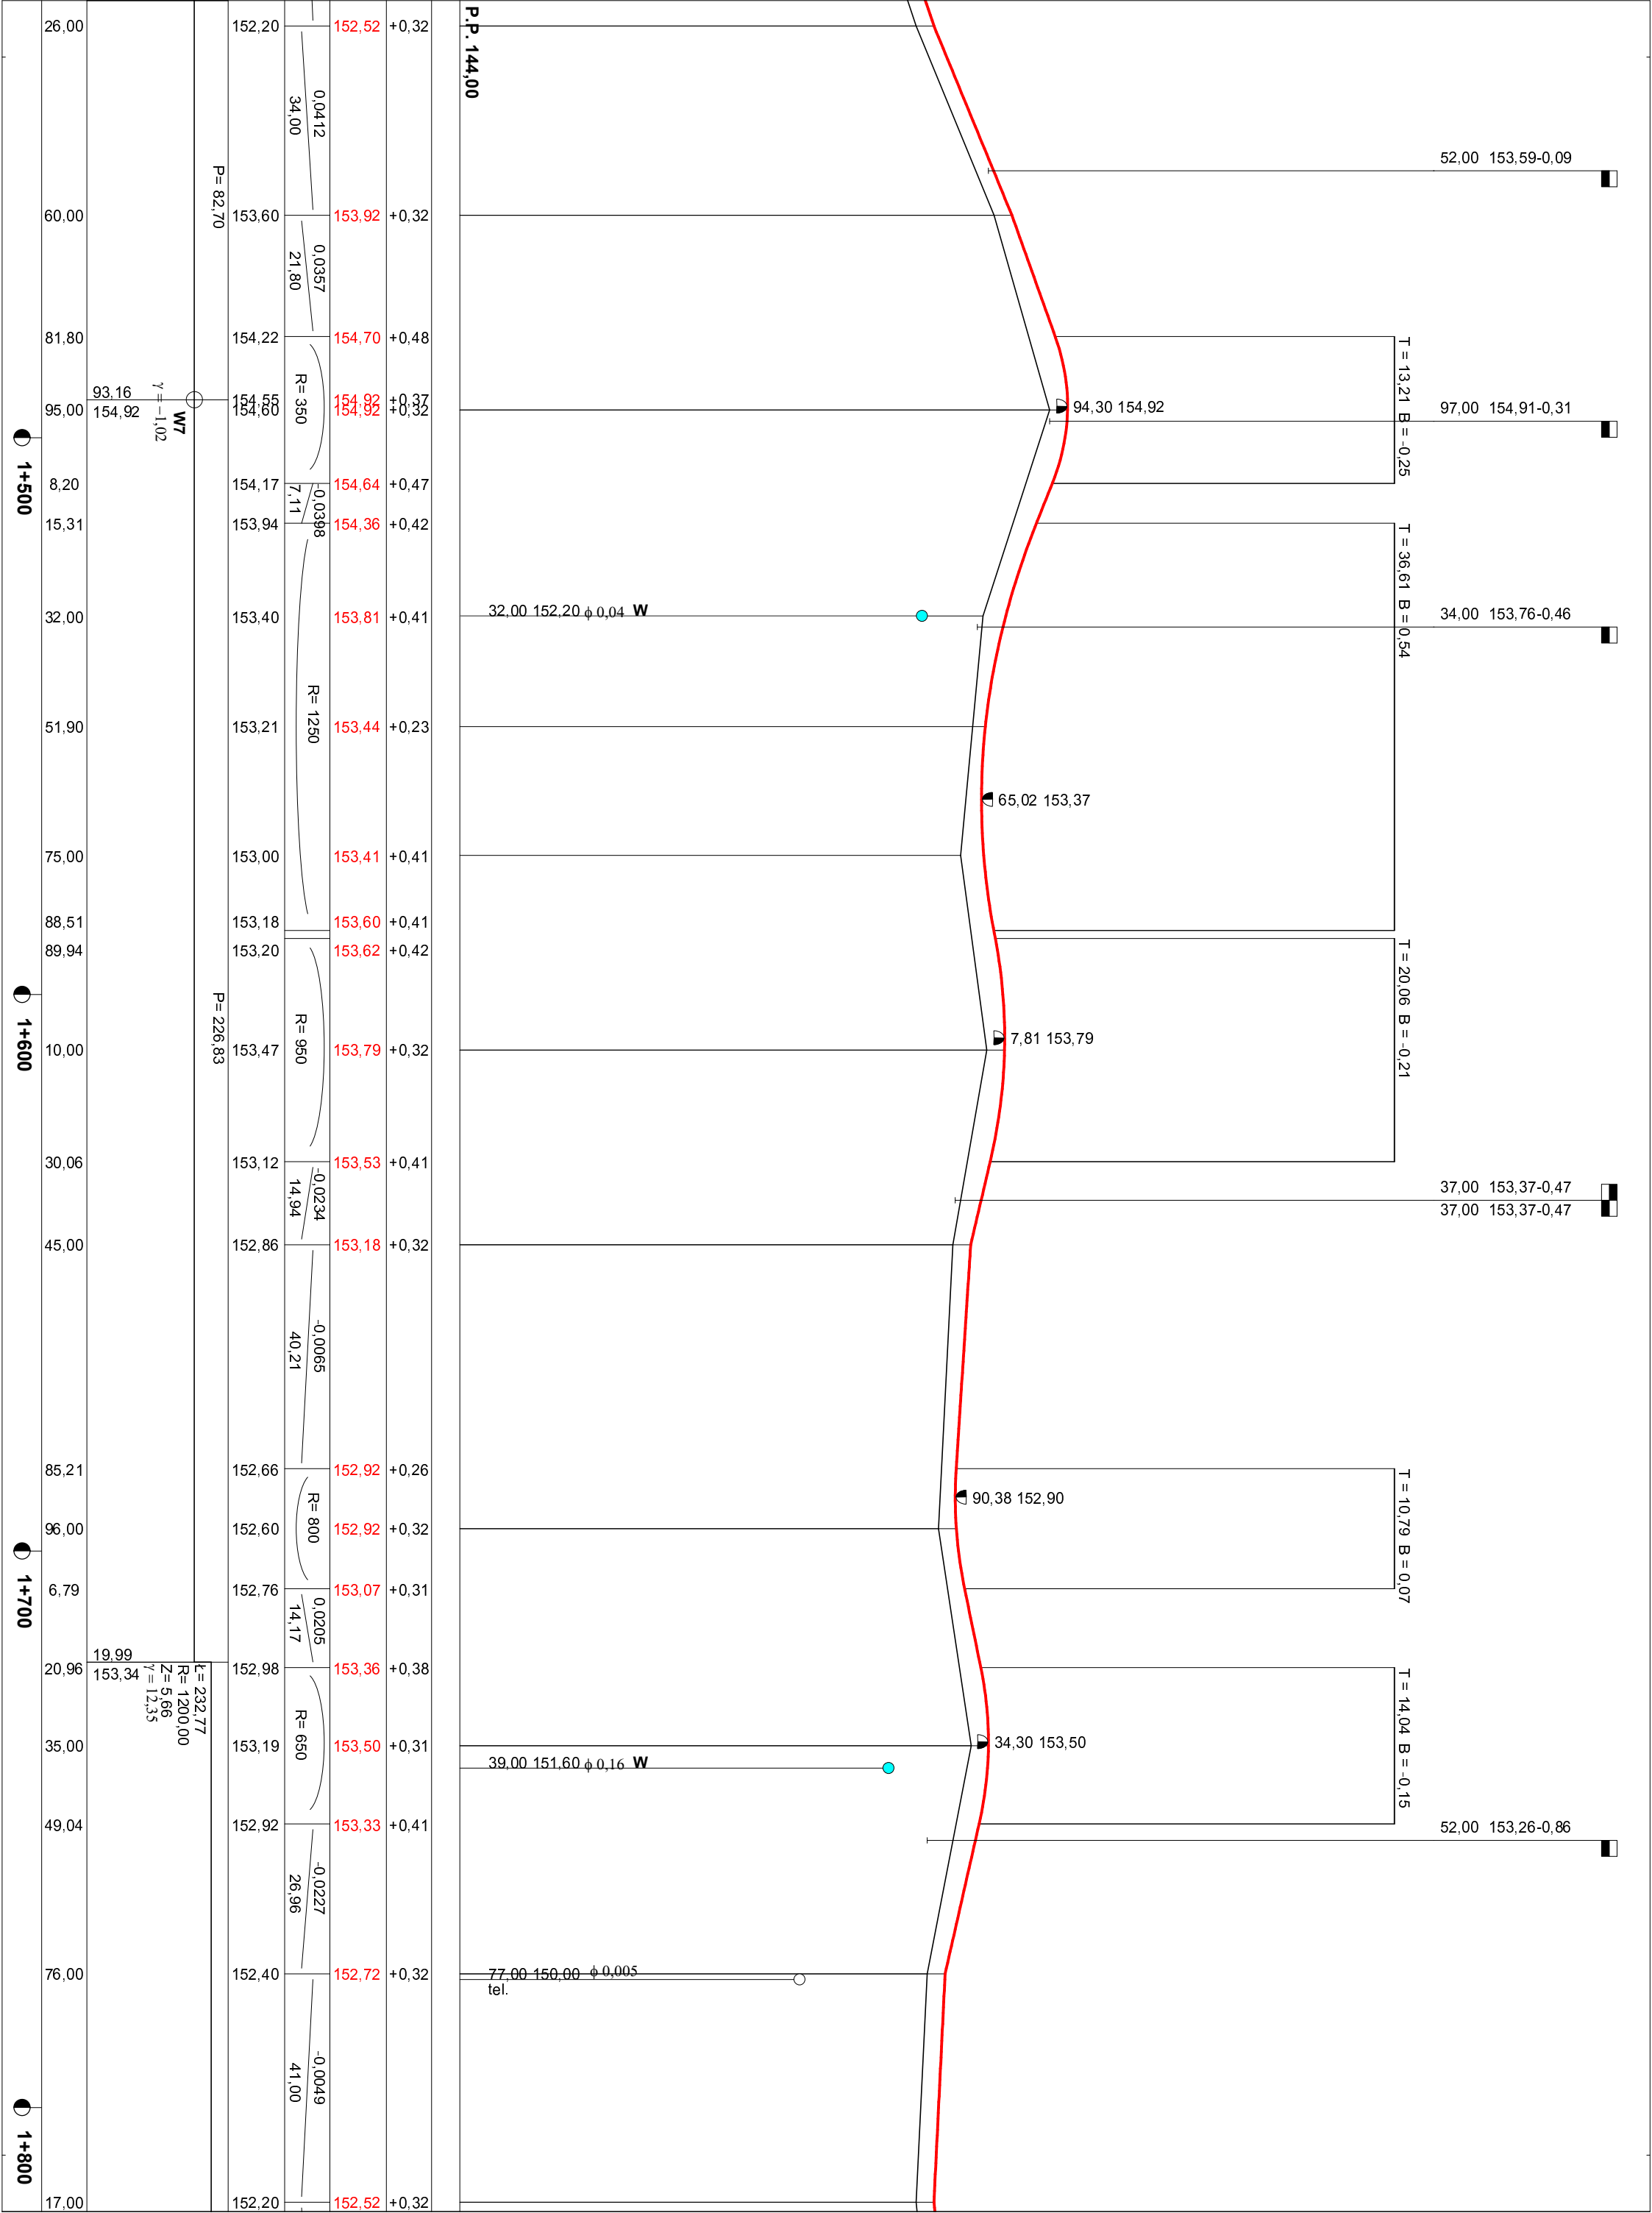 P.P. 144,00
26,00 152,20 152,52 +0,32
0,0412
34,00
52,00 153,59-0,09
P= 82,70
60,00 153,60 153,92 +0,32
0,0357
21,80
81,80 154,22 154,70 +0,48
T = 13,21 B = -0,25
93,16
154,92
γ = -1,02
W7
154,55 154,92 +0,37
R= 350
95,00 154,60 154,92 +0,32
94,30 154,92
97,00 154,91-0,31
1+500
8,20 154,17 154,64 +0,47
-0,0398
7,11
15,31 153,94 154,36 +0,42
T = 36,61 B = 0,54
32,00 153,40 153,81 +0,41
32,00 152,20 ϕ 0,04 W
34,00 153,76-0,46
R= 1250
51,90 153,21 153,44 +0,23
65,02 153,37
75,00 153,00 153,41 +0,41
88,51 153,18 153,60 +0,41
89,94 153,20 153,62 +0,42
T = 20,06 B = -0,21
1+600
P= 226,83
R= 950
7,81 153,79
10,00 153,47 153,79 +0,32
30,06 153,12 153,53 +0,41
-0,0234
14,94
37,00 153,37-0,47
37,00 153,37-0,47
45,00 152,86 153,18 +0,32
-0,0065
40,21
85,21 152,66 152,92 +0,26
T = 10,79 B = 0,07
R= 800
90,38 152,90
96,00 152,60 152,92 +0,32
1+700
6,79 152,76 153,07 +0,31
0,0205
14,17
19,99
153,34
Ł= 232,77
R= 1200,00
Z= 5,66
γ = 12,35
20,96 152,98 153,36 +0,38
T = 14,04 B = -0,15
R= 650
35,00 153,19 153,50 +0,31
34,30 153,50
39,00 151,60 ϕ 0,16 W
49,04 152,92 153,33 +0,41
52,00 153,26-0,86
-0,0227
26,96
76,00 152,40 152,72 +0,32
77,00 150,00 ϕ 0,005
tel.
-0,0049
41,00
1+800
17,00 152,20 152,52 +0,32